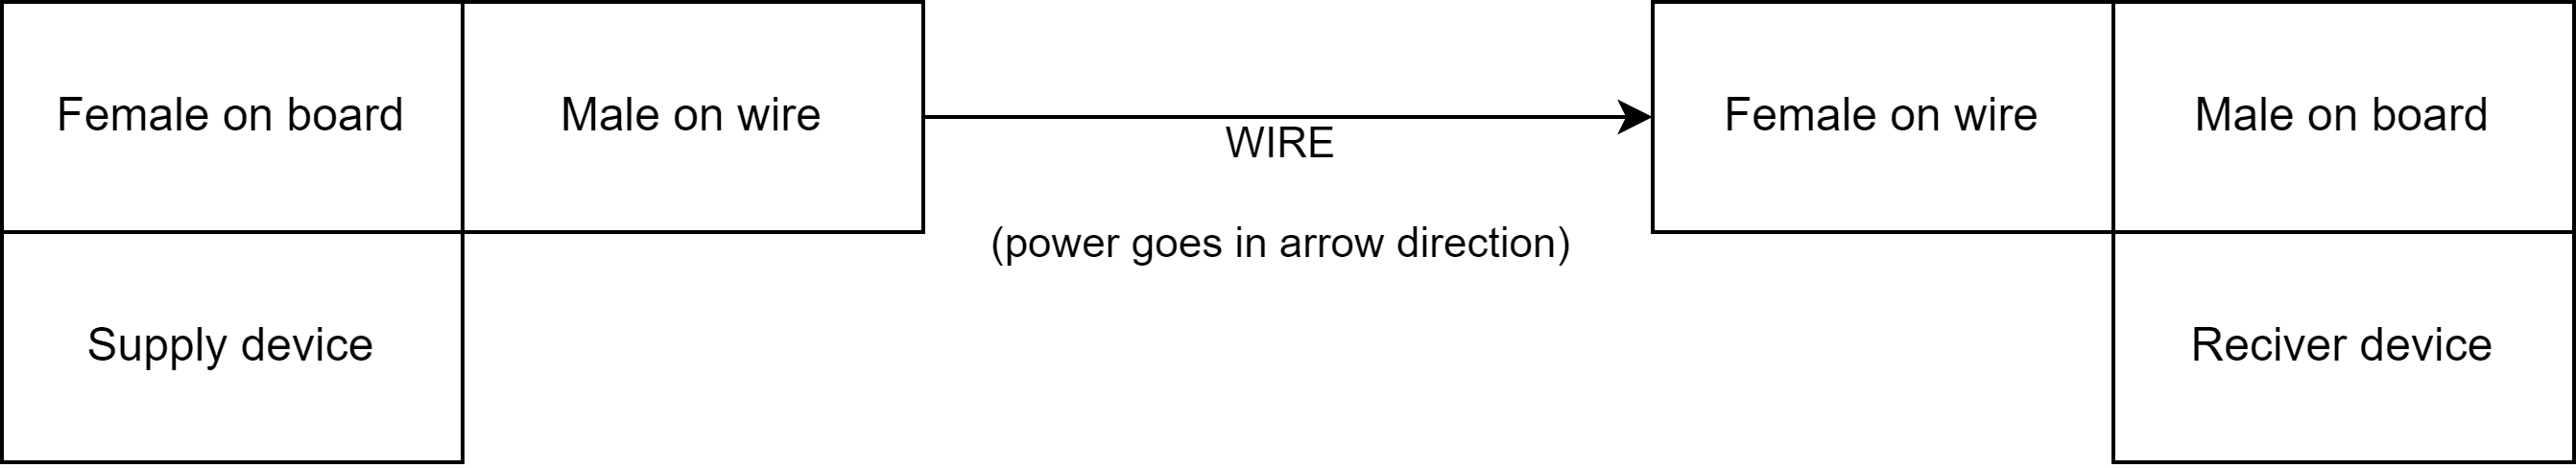 Female on board
Male on wire
WIRE
(power goes in arrow direction)
Female on wire
Male on board
Supply device
Reciver device